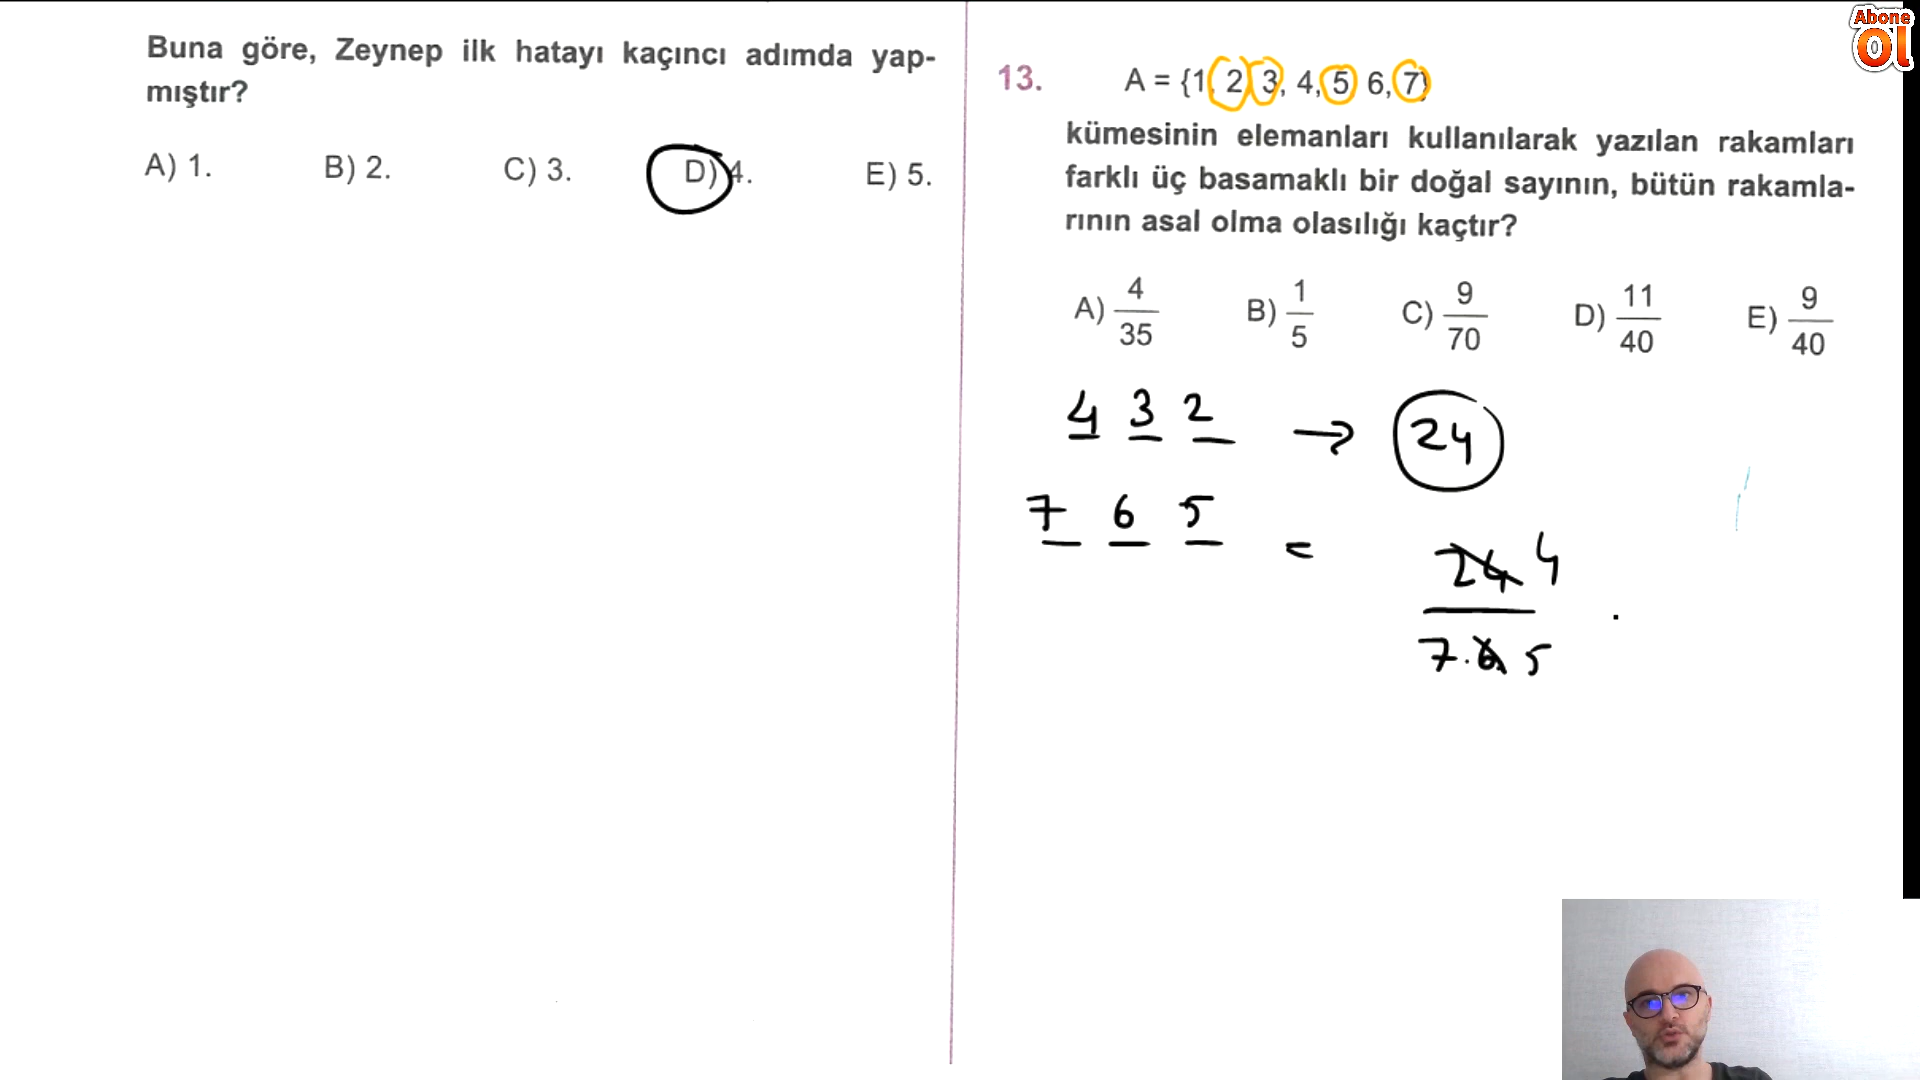 Buna göre, Zeynep ilk hatayı kaçıncı adımda yap-
mıştır?
A) 1. B) 2. C) 3. D) 4. E) 5.
13. A = {1, 2, 3, 4, 5, 6, 7}
kümesinin elemanları kullanılarak yazılan rakamları
farklı üç basamaklı bir doğal sayının, bütün rakamla-
rının asal olma olasılığı kaçtır?
A) 4/35 B) 1/5 C) 9/70 D) 11/40 E) 9/40
4 3 2 → 24
7 6 5 =
24 4
7.6 5
Abone
Ol